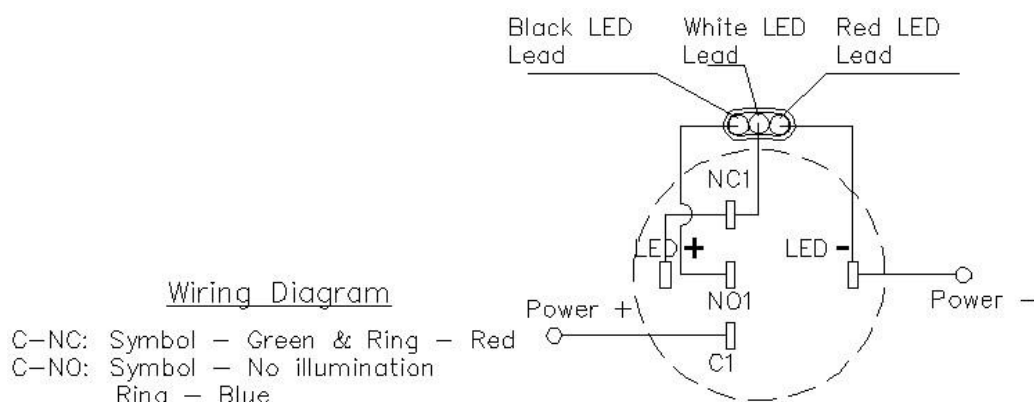 Black LED
Lead
White LED
Lead
Red LED
Lead
NC1
LED +
LED -
NO1
Power +
Power -
C1
Wiring Diagram
C-NC: Symbol - Green & Ring - Red
C-NO: Symbol - No illumination
Ring - Blue